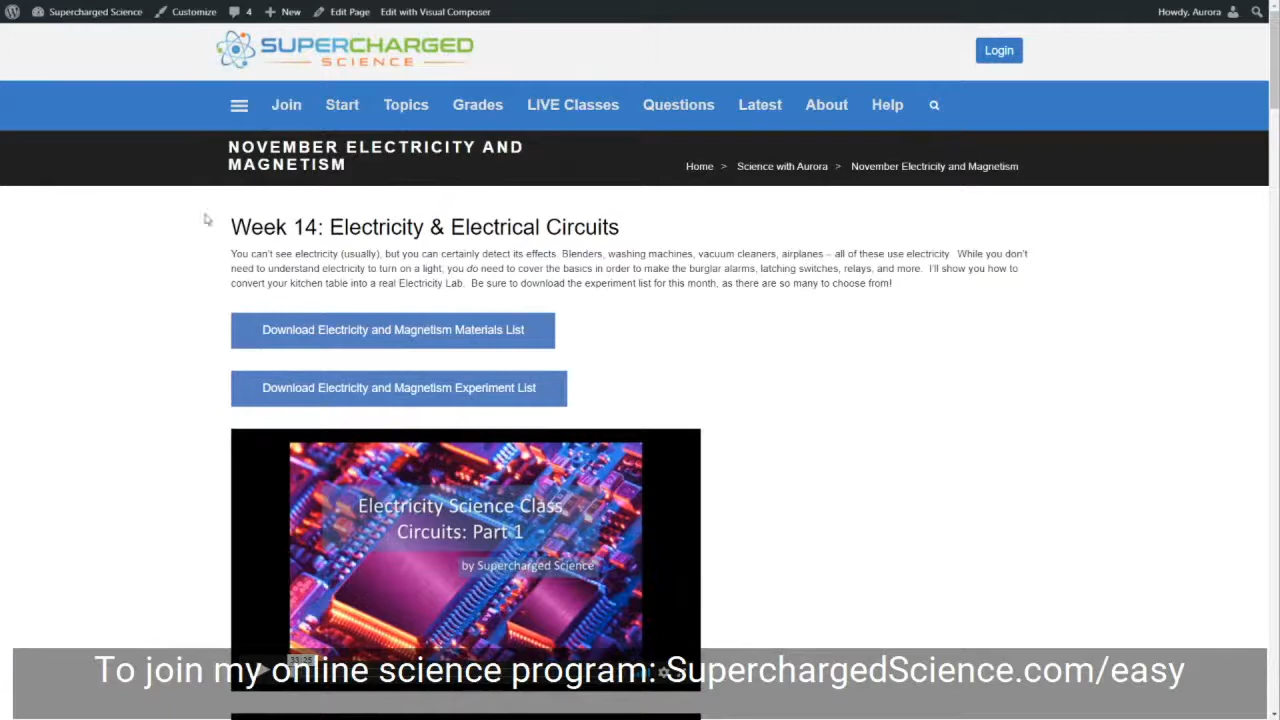 Supercharged Science Customize 4 New Edit Page Edit with Visual Composer Howdy, Aurora
SUPERCHARGED
SCIENCE
Login
Join Start Topics Grades LIVE Classes Questions Latest About Help
NOVEMBER ELECTRICITY AND
MAGNETISM
Home > Science with Aurora > November Electricity and Magnetism
Week 14: Electricity & Electrical Circuits
You can't see electricity (usually), but you can certainly detect its effects. Blenders, washing machines, vacuum cleaners, airplanes – all of these use electricity  While you don't
need to understand electricity to turn on a light, you do need to cover the basics in order to make the burglar alarms, latching switches, relays, and more. I'll show you how to
convert your kitchen table into a real Electricity Lab. Be sure to download the experiment list for this month, as there are so many to choose from!
Download Electricity and Magnetism Materials List
Download Electricity and Magnetism Experiment List
Electricity Science Class
Circuits: Part 1
by Supercharged Science
33:25
To join my online science program: SuperchargedScience.com/easy